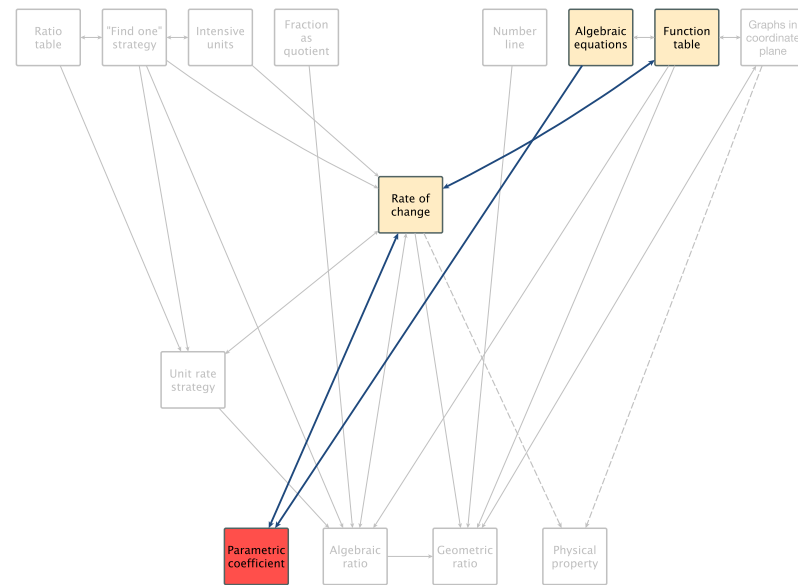 Ratio
table
"Find one"
strategy
Intensive
units
Fraction
as
quotient
Number
line
Algebraic
equations
Function
table
Graphs in
coordinate
plane
Rate of
change
Unit rate
strategy
Parametric
coefficient
Algebraic
ratio
Geometric
ratio
Physical
property